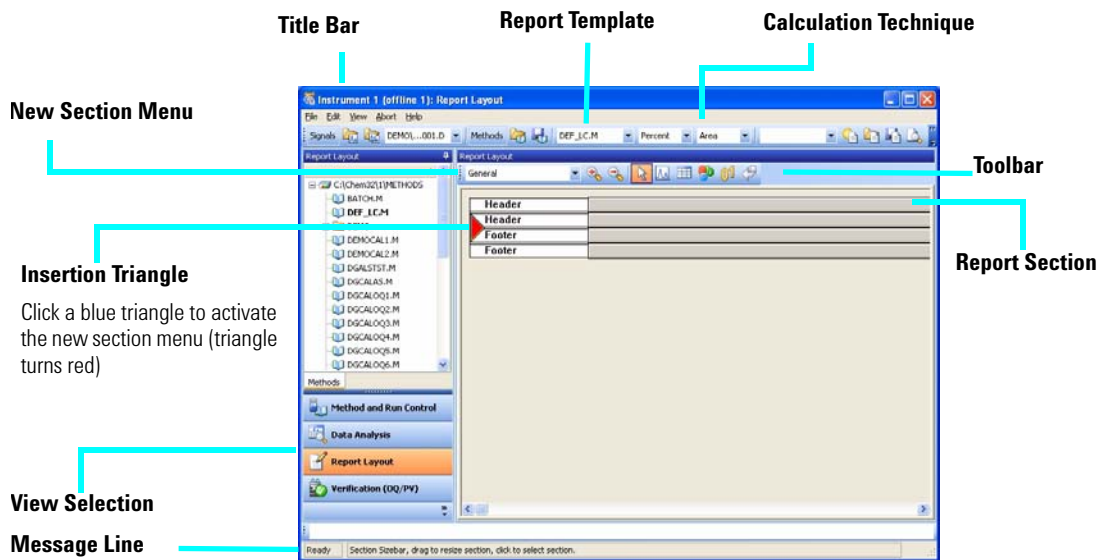 Title Bar
Report Template
Calculation Technique
New Section Menu
Toolbar
Report Section
Insertion Triangle
Click a blue triangle to activate
the new section menu (triangle
turns red)
View Selection
Message Line
Instrument 1 (offline 1): Report Layout
File Edit View Abort Help
Signals DEMO\...001.D Methods DEF_LC.M Percent Area
Report Layout
Report Layout
General
C:\Chem32\1\METHODS
BATCH.M
DEF_LC.M
DEMOCAL1.M
DEMOCAL2.M
DGALSTST.M
DGCALAS.M
DGCALOQ1.M
DGCALOQ2.M
DGCALOQ3.M
DGCALOQ4.M
DGCALOQ5.M
DGCALOQ6.M
Methods
Header
Header
Footer
Footer
Method and Run Control
Data Analysis
Report Layout
Verification (OQ/PV)
Ready Section Sizebar, drag to resize section, click to select section.